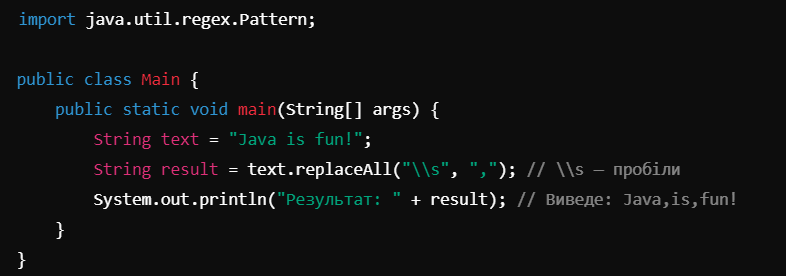 import java.util.regex.Pattern;
public class Main {
public static void main(String[] args) {
String text = "Java is fun!";
String result = text.replaceAll("\\s", ","); // \\s — пробіли
System.out.println("Результат: " + result); // Виведе: Java,is,fun!
}
}